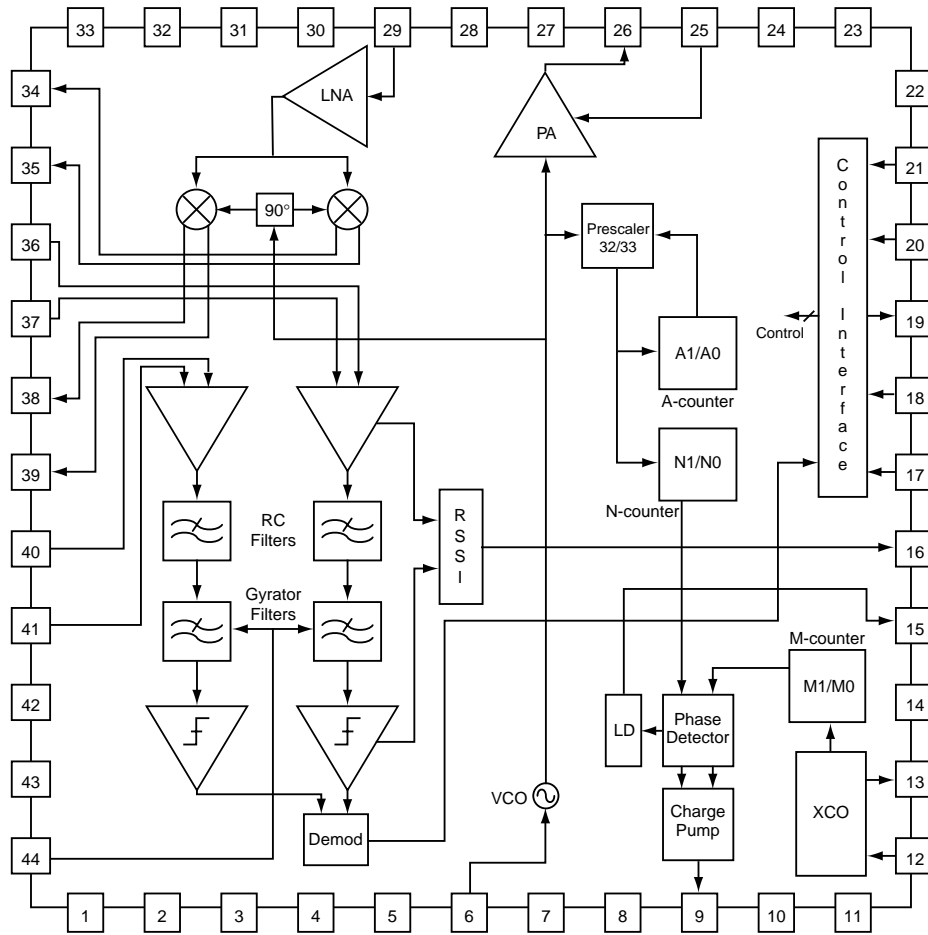 33
32
31
30
29
28
27
26
25
24
23
34
35
36
37
38
39
40
41
42
43
44
22
21
20
19
18
17
16
15
14
13
12
1
2
3
4
5
6
7
8
9
10
11
LNA
PA
90°
Prescaler
32/33
Control Interface
Control
A1/A0
A-counter
N1/N0
N-counter
RC
Filters
RSSI
Gyrator
Filters
M-counter
M1/M0
LD
Phase
Detector
VCO
Charge
Pump
XCO
Demod